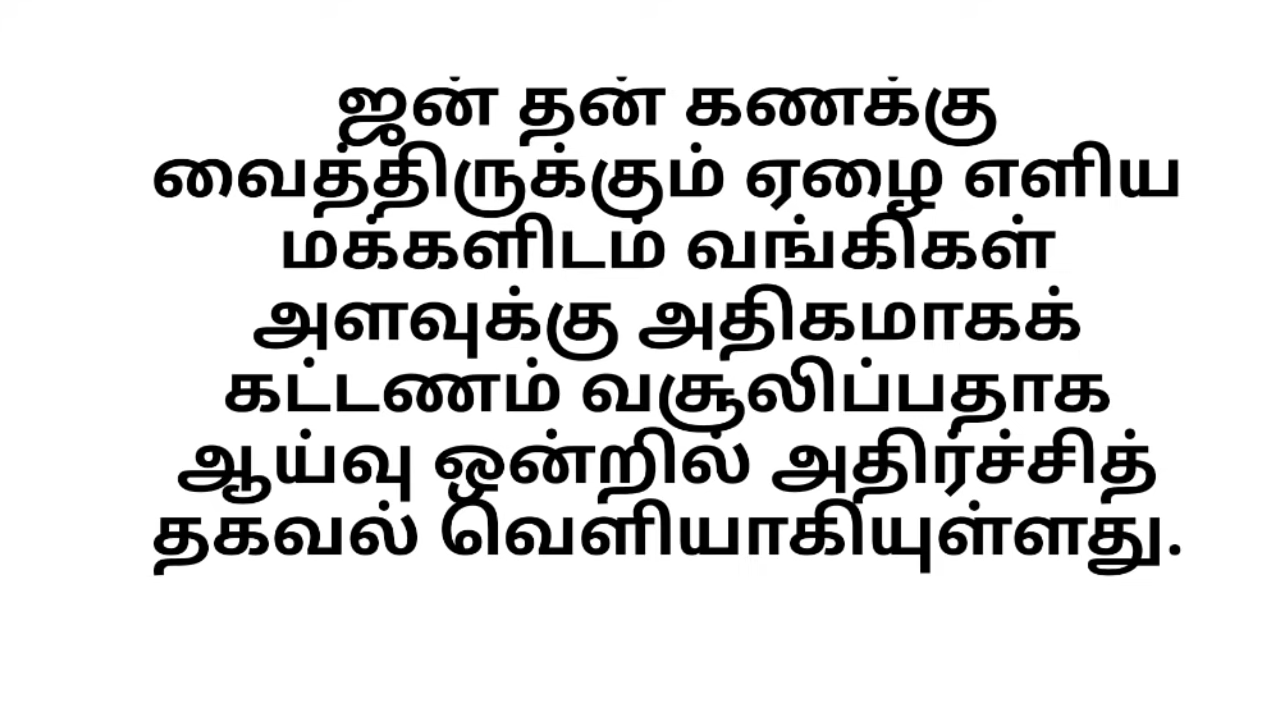 ஜன் தன் கணக்கு
வைத்திருக்கும் ஏழை எளிய
மக்களிடம் வங்கிகள்
அளவுக்கு அதிகமாகக்
கட்டணம் வசூலிப்பதாக
ஆய்வு ஒன்றில் அதிர்ச்சித்
தகவல் வெளியாகியுள்ளது.